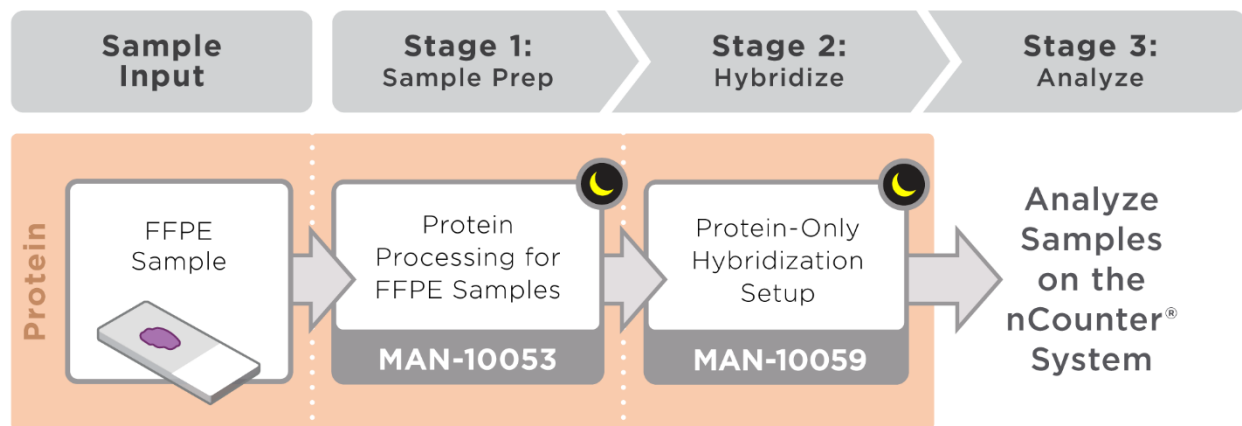 Sample
Input
Stage 1:
Sample Prep
Stage 2:
Hybridize
Stage 3:
Analyze
Protein
FFPE
Sample
Protein
Processing for
FFPE Samples
MAN-10053
Protein-Only
Hybridization
Setup
MAN-10059
Analyze
Samples
on the
nCounter®
System